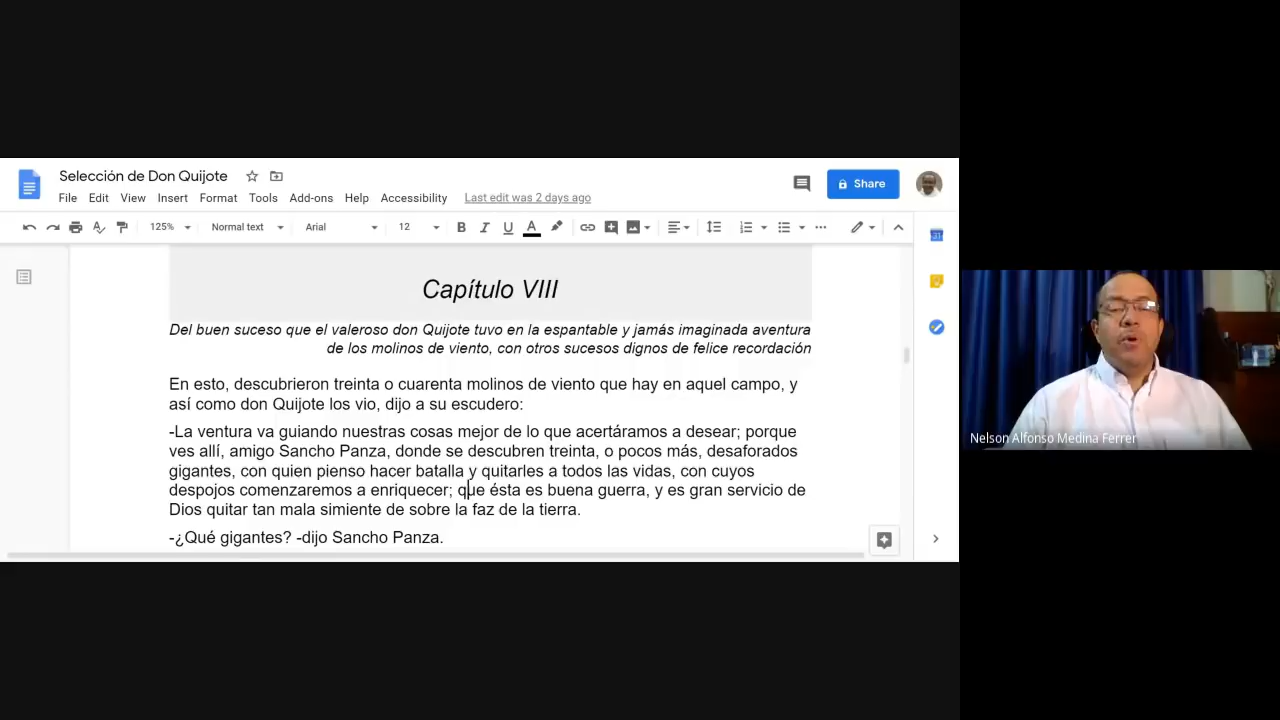 Selección de Don Quijote
File Edit View Insert Format Tools Add-ons Help Accessibility Last edit was 2 days ago
Share
125% Normal text Arial 12 B I U A
31
Capítulo VIII
Del buen suceso que el valeroso don Quijote tuvo en la espantable y jamás imaginada aventura
de los molinos de viento, con otros sucesos dignos de felice recordación
En esto, descubrieron treinta o cuarenta molinos de viento que hay en aquel campo, y
así como don Quijote los vio, dijo a su escudero:
-La ventura va guiando nuestras cosas mejor de lo que acertáramos a desear; porque
ves allí, amigo Sancho Panza, donde se descubren treinta, o pocos más, desaforados
gigantes, con quien pienso hacer batalla y quitarles a todos las vidas, con cuyos
despojos comenzaremos a enriquecer; que ésta es buena guerra, y es gran servicio de
Dios quitar tan mala simiente de sobre la faz de la tierra.
-¿Qué gigantes? -dijo Sancho Panza.
Nelson Alfonso Medina Ferrer